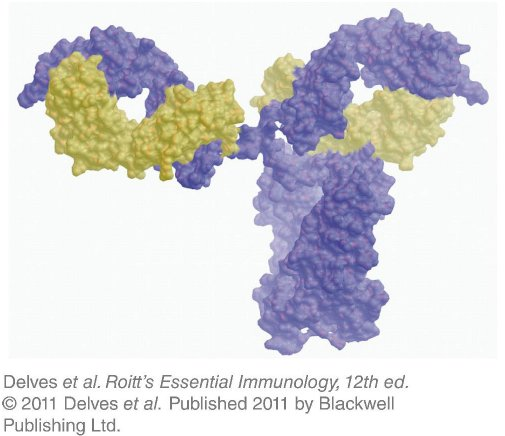 Delves et al. Roitt's Essential Immunology, 12th ed.
© 2011 Delves et al. Published 2011 by Blackwell
Publishing Ltd.